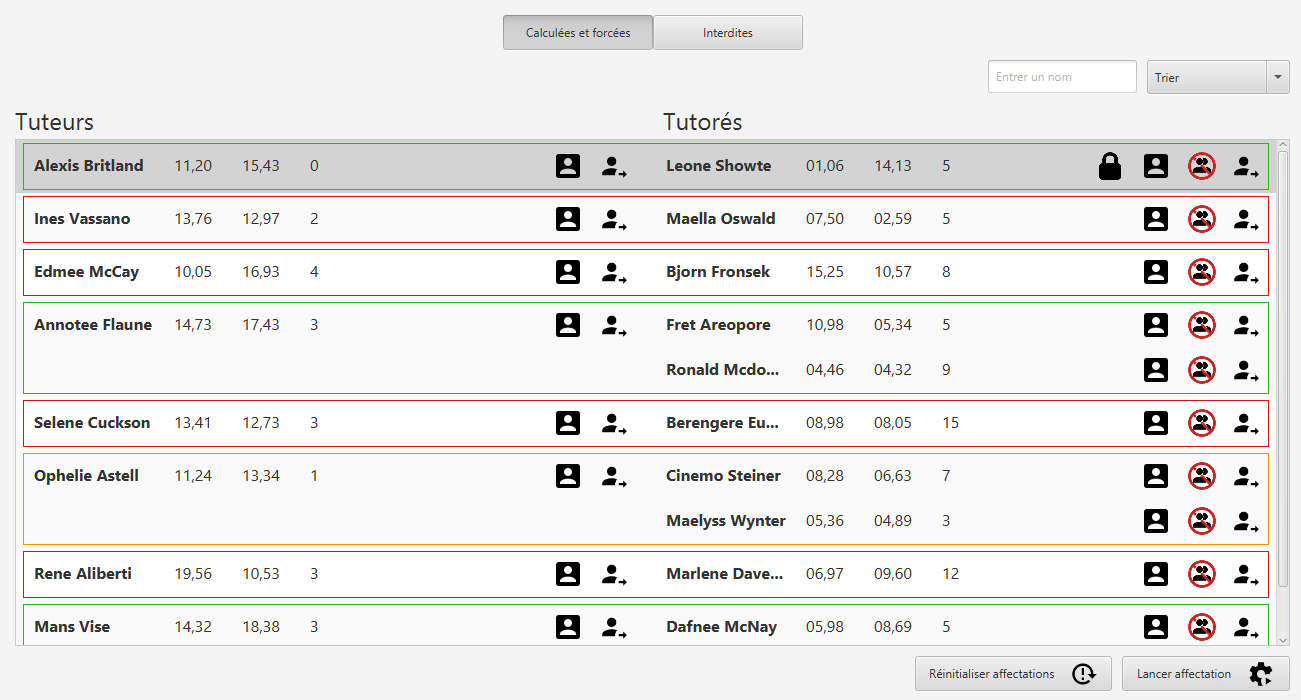 Calculées et forcées Interdites
Entrer un nom Trier
Tuteurs Tutorés
Alexis Britland 11,20 15,43 0 Leone Showte 01,06 14,13 5
Ines Vassano 13,76 12,97 2 Maella Oswald 07,50 02,59 5
Edmee McCay 10,05 16,93 4 Bjorn Fronsek 15,25 10,57 8
Annotee Flaune 14,73 17,43 3 Fret Areopore 10,98 05,34 5
Ronald Mcdo... 04,46 04,32 9
Selene Cuckson 13,41 12,73 3 Berengere Eu... 08,98 08,05 15
Ophelie Astell 11,24 13,34 1 Cinemo Steiner 08,28 06,63 7
Maelyss Wynter 05,36 04,89 3
Rene Aliberti 19,56 10,53 3 Marlene Dave... 06,97 09,60 12
Mans Vise 14,32 18,38 3 Dafnee McNay 05,98 08,69 5
Réinitialiser affectations Lancer affectation